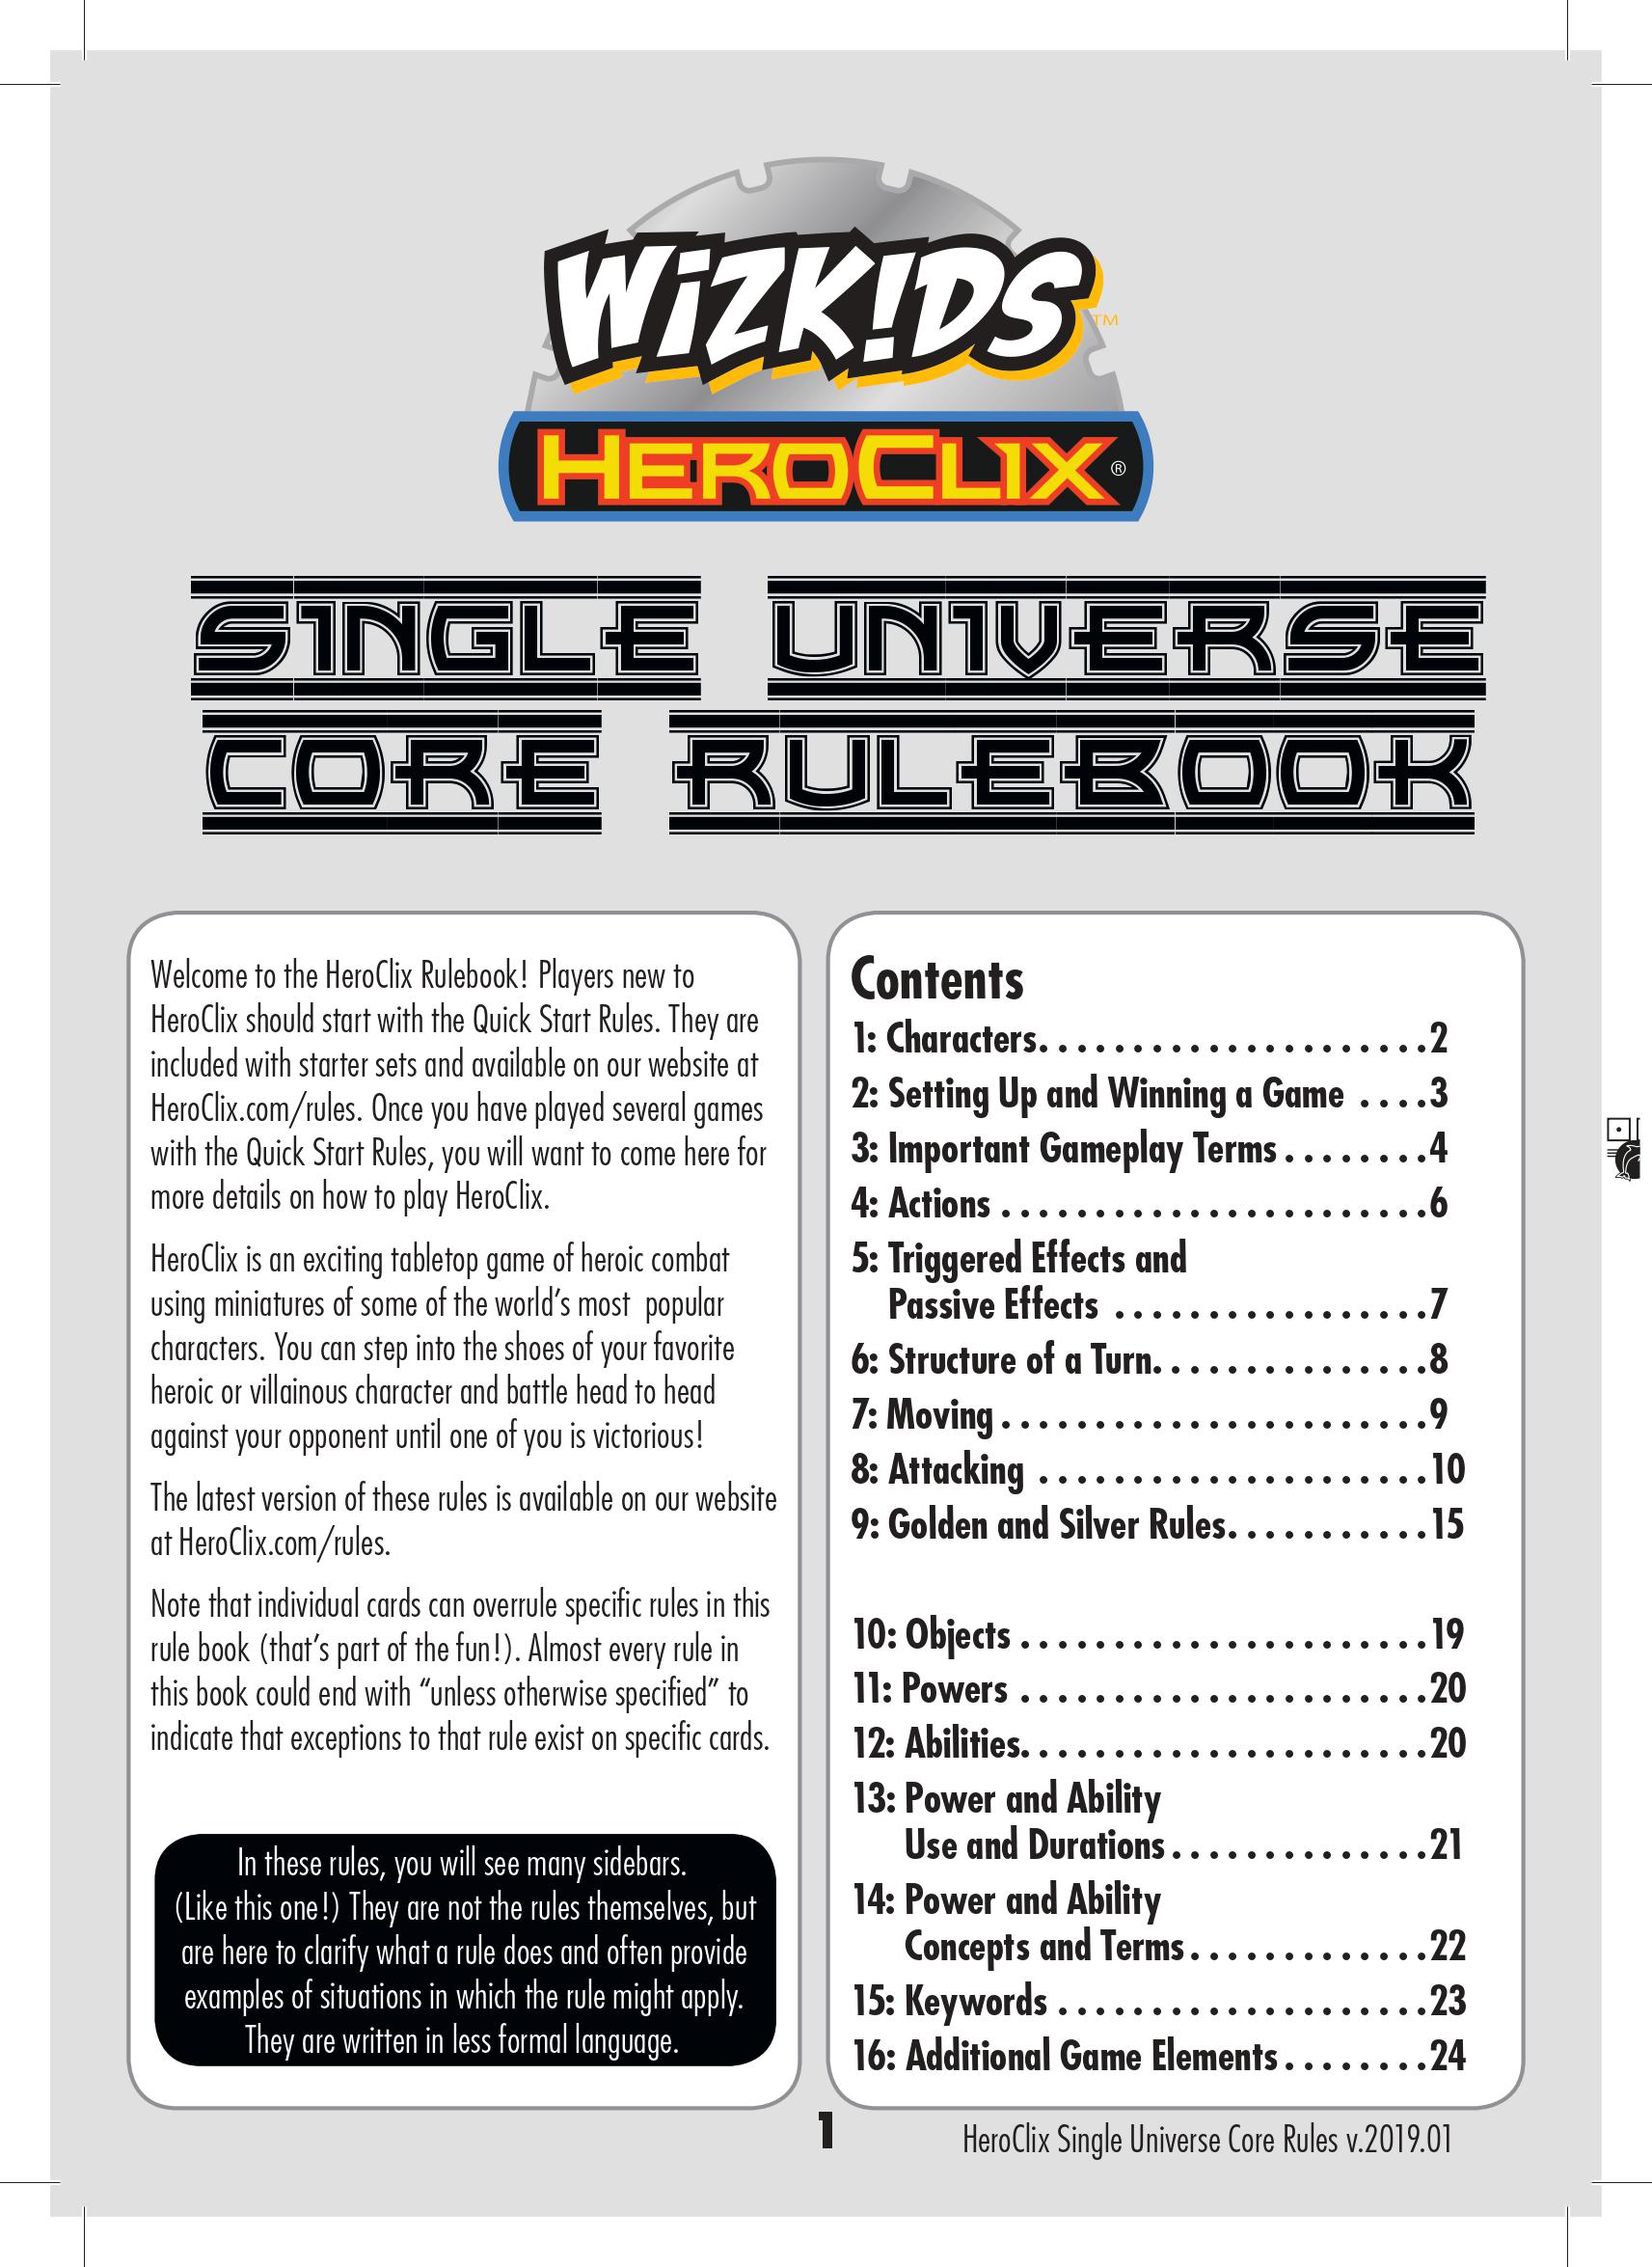 WiZK!DS
TM
HEROCLIX ®
SINGLE UNIVERSE
CORE RULEBOOK
Welcome to the HeroClix Rulebook! Players new to
HeroClix should start with the Quick Start Rules. They are
included with starter sets and available on our website at
HeroClix.com/rules. Once you have played several games
with the Quick Start Rules, you will want to come here for
more details on how to play HeroClix.
HeroClix is an exciting tabletop game of heroic combat
using miniatures of some of the world’s most  popular
characters. You can step into the shoes of your favorite
heroic or villainous character and battle head to head
against your opponent until one of you is victorious!
The latest version of these rules is available on our website
at HeroClix.com/rules.
Note that individual cards can overrule specific rules in this
rule book (that’s part of the fun!). Almost every rule in
this book could end with “unless otherwise specified” to
indicate that exceptions to that rule exist on specific cards.
In these rules, you will see many sidebars.
(Like this one!) They are not the rules themselves, but
are here to clarify what a rule does and often provide
examples of situations in which the rule might apply.
They are written in less formal language.
Contents
1: Characters. . . . . . . . . . . . . . . . . . . . .2
2: Setting Up and Winning a Game . . . .3
3: Important Gameplay Terms . . . . . . . .4
4: Actions . . . . . . . . . . . . . . . . . . . . . . .6
5: Triggered Effects and
Passive Effects . . . . . . . . . . . . . . . . .7
6: Structure of a Turn. . . . . . . . . . . . . . .8
7: Moving . . . . . . . . . . . . . . . . . . . . . . .9
8: Attacking . . . . . . . . . . . . . . . . . . . . .10
9: Golden and Silver Rules. . . . . . . . . . .15
10: Objects . . . . . . . . . . . . . . . . . . . . . .19
11: Powers . . . . . . . . . . . . . . . . . . . . . .20
12: Abilities. . . . . . . . . . . . . . . . . . . . . .20
13: Power and Ability
Use and Durations . . . . . . . . . . . . . .21
14: Power and Ability
Concepts and Terms . . . . . . . . . . . . .22
15: Keywords . . . . . . . . . . . . . . . . . . . .23
16: Additional Game Elements . . . . . . . .24
1
HeroClix Single Universe Core Rules v.2019.01